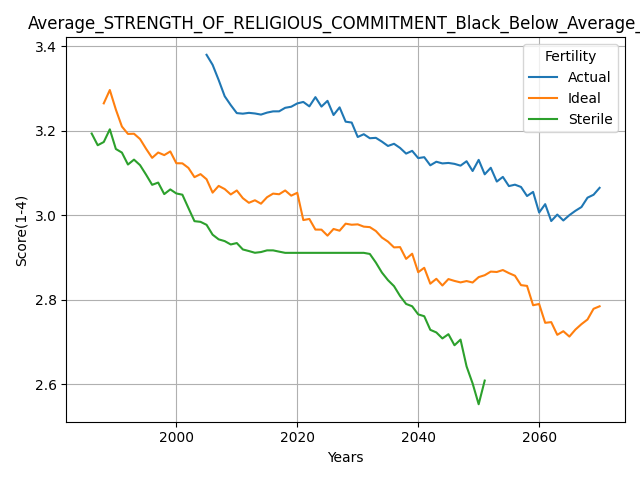 Average_STRENGTH_OF_RELIGIOUS_COMMITMENT_Black_Below_Average_
Fertility
Actual
Ideal
Sterile
3.4
3.2
3.0
2.8
2.6
Score(1-4)
2000
2020
2040
2060
Years